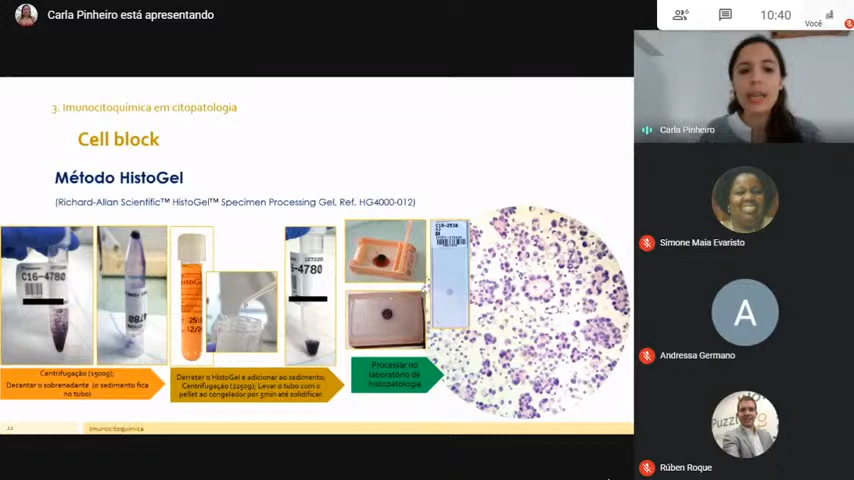 Carla Pinheiro está apresentando
10:40
Você
3. Imunocitoquímica em citopatologia
Cell block
Método HistoGel
(Richard-Allan Scientific™ HistoGel™ Specimen Processing Gel, Ref. HG4000-012)
C16-4780
C16-2538
4780
Centrifugação (1500g);
Decantar o sobrenadante (o sedimento fica
no tubo)
Derreter o HistoGel e adicionar ao sedimento;
Centrifugação (2250g); Levar o tubo com o
pellet ao congelador por 5min até solidificar.
Processar no
laboratório de
histopatologia
Imunocitoquímica
Carla Pinheiro
Simone Maia Evaristo
A
Andressa Germano
Rúben Roque